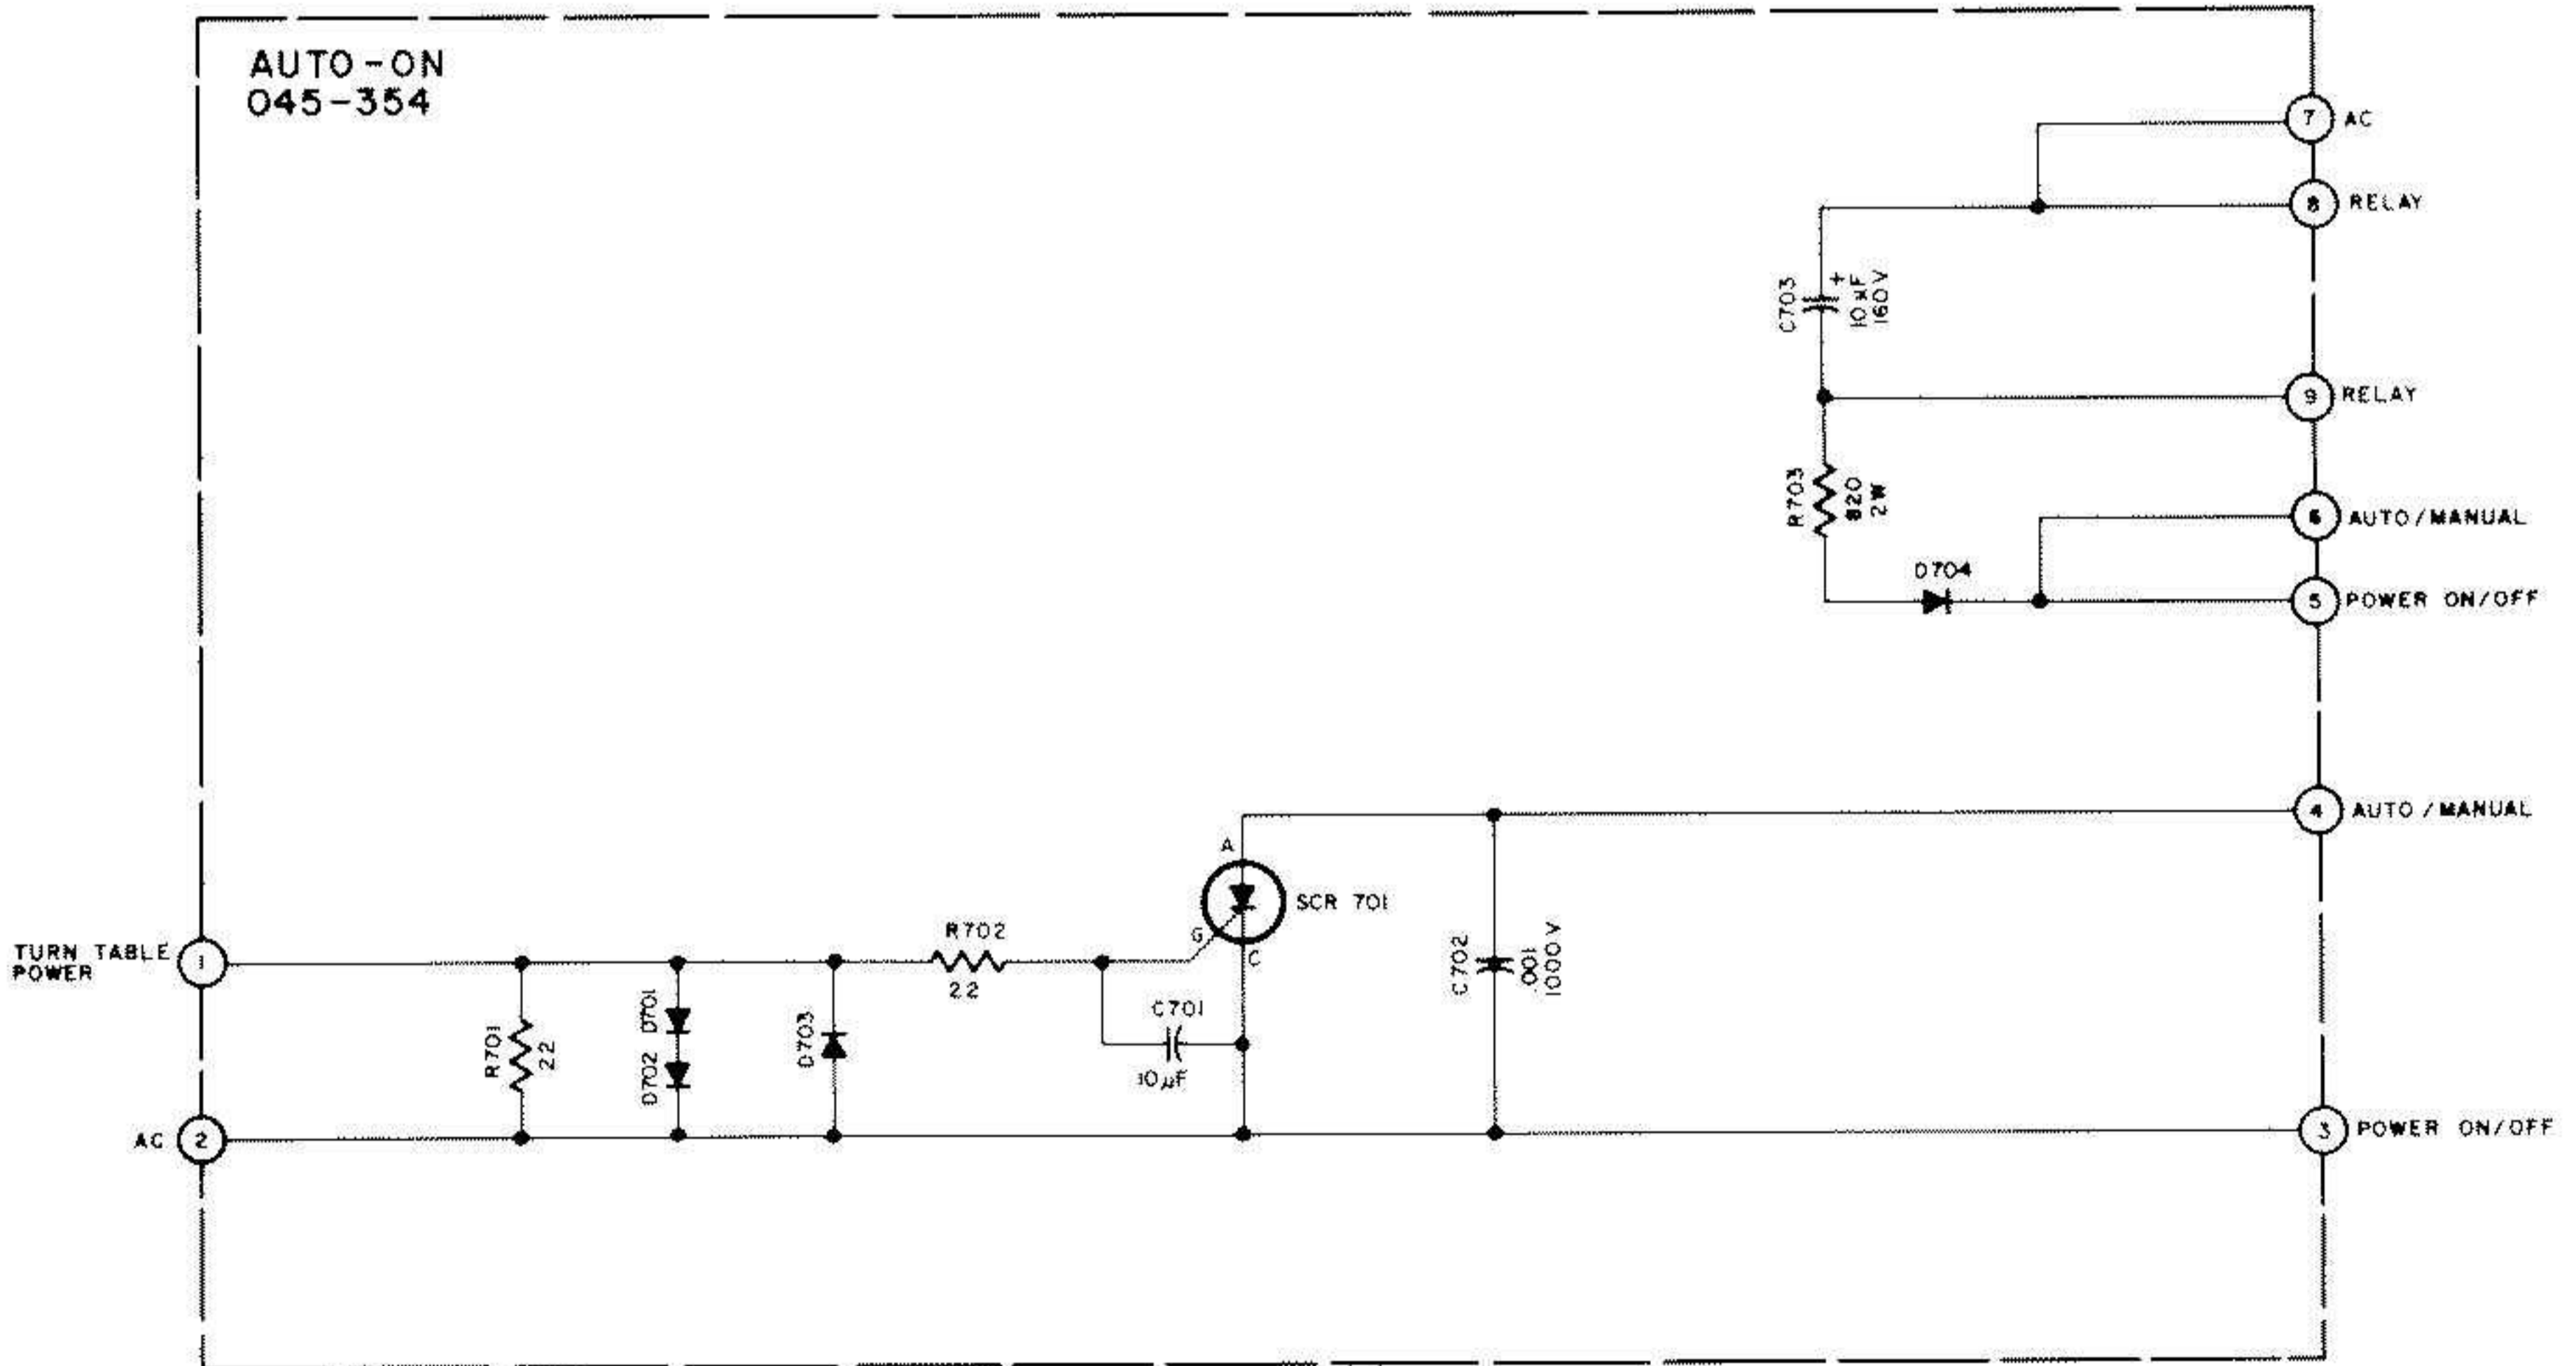 AUTO-ON
045-354
7 AC
8 RELAY
C703
+
10 µF
160V
9 RELAY
R703
820
2W
6 AUTO/MANUAL
D704
5 POWER ON/OFF
4 AUTO/MANUAL
A
SCR 701
G
C
TURN TABLE
POWER
1
R702
22
C702
.001
1000V
R701
22
D701
D702
D703
C701
10µF
AC 2
3 POWER ON/OFF